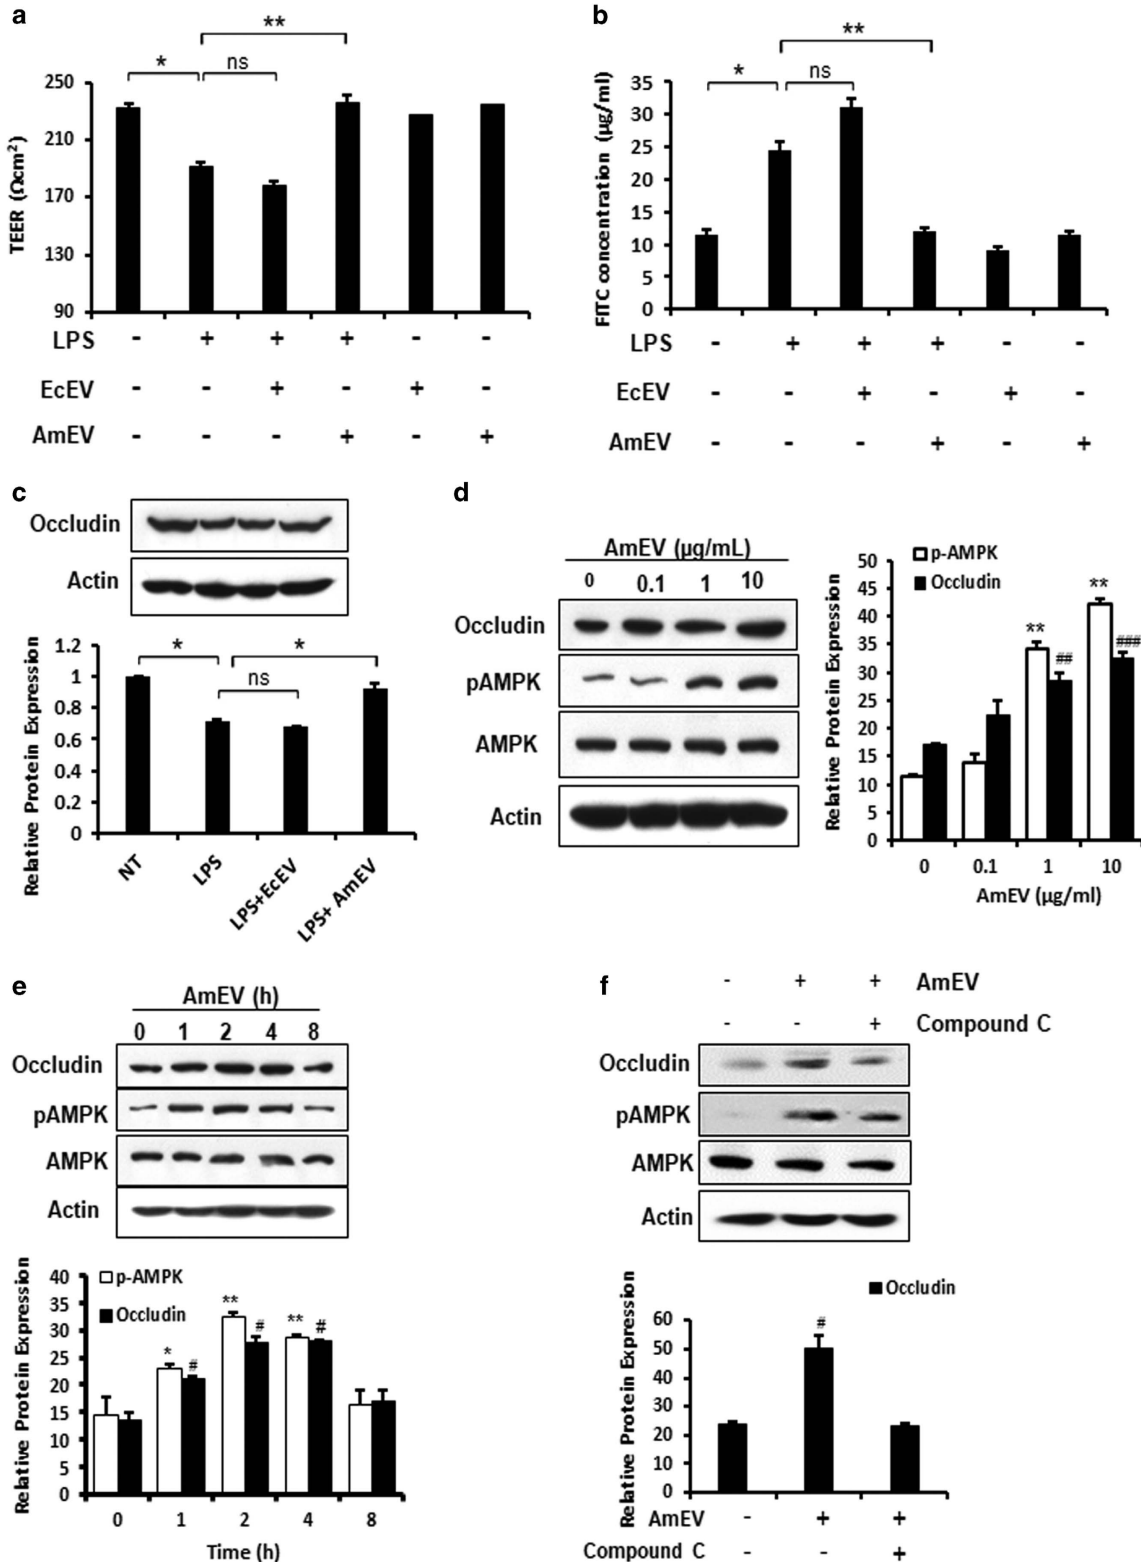 a
**
*
ns
250
210
170
130
90
TEER (Ωcm²)
LPS - + + + - -
EcEV - - + - + -
AmEV - - - + - +
b
**
*
ns
35
30
25
20
15
10
5
0
FITC concentration (µg/ml)
LPS - + + + - -
EcEV - - + - + -
AmEV - - - + - +
c
Occludin
Actin
1.2
1
0.8
0.6
0.4
0.2
0
Relative Protein Expression
*
*
ns
NT
LPS
LPS+EcEV
LPS+ AmEV
d
AmEV (µg/mL)
0 0.1 1 10
Occludin
pAMPK
AMPK
Actin
p-AMPK
Occludin
50
45
40
35
30
25
20
15
10
5
0
Relative Protein Expression
**
##
**
###
0 0.1 1 10
AmEV (µg/ml)
e
AmEV (h)
0 1 2 4 8
Occludin
pAMPK
AMPK
Actin
p-AMPK
Occludin
40
35
30
25
20
15
10
5
0
Relative Protein Expression
*
#
**
#
**
#
0 1 2 4 8
Time (h)
f
- + + AmEV
- - + Compound C
Occludin
pAMPK
AMPK
Actin
Occludin
60
50
40
30
20
10
0
Relative Protein Expression
#
AmEV - + +
Compound C - - +